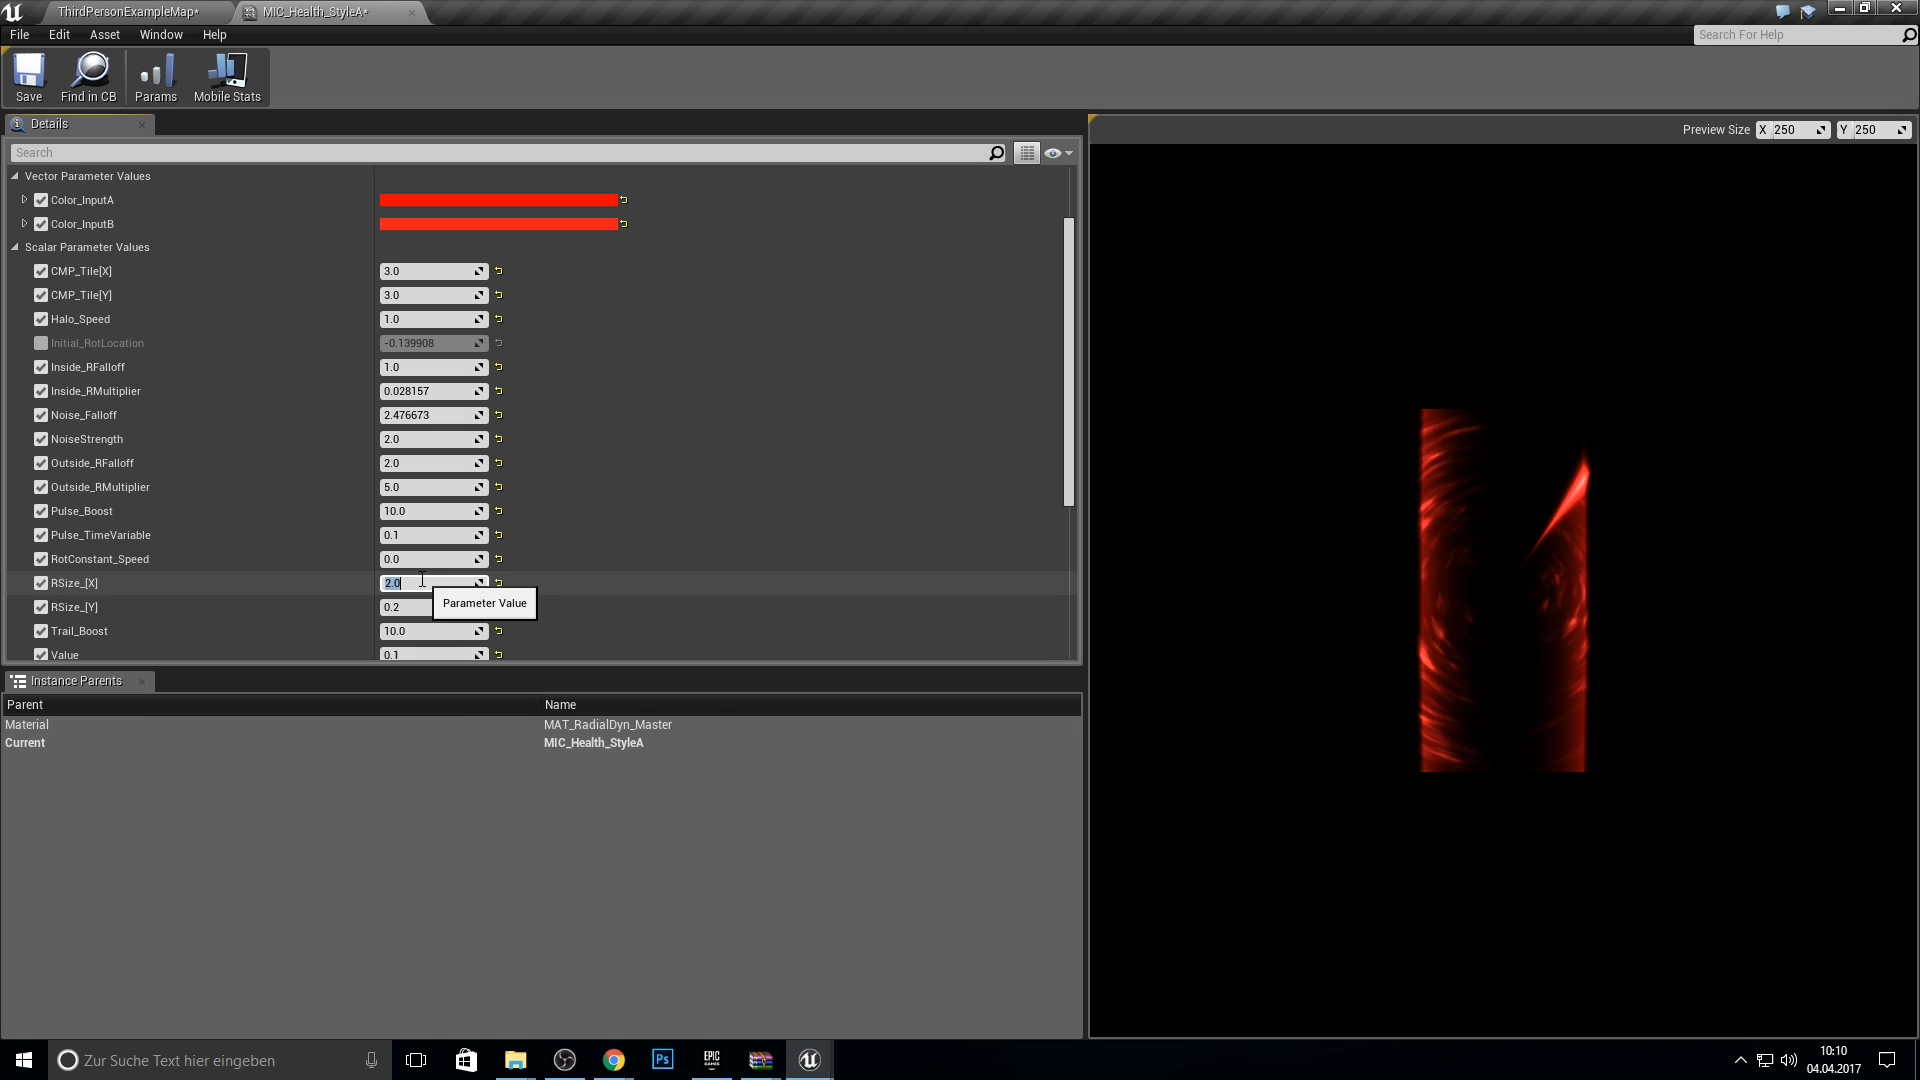 ThirdPersonExampleMap*
MIC_Health_StyleA*
File Edit Asset Window Help
Search For Help
Save Find in CB Params Mobile Stats
Details
Preview Size X 250 Y 250
Search
Vector Parameter Values
Color_InputA
Color_InputB
Scalar Parameter Values
CMP_Tile[X] 3.0
CMP_Tile[Y] 3.0
Halo_Speed 1.0
Initial_RotLocation -0.139908
Inside_RFalloff 1.0
Inside_RMultiplier 0.028157
Noise_Falloff 2.476673
NoiseStrength 2.0
Outside_RFalloff 2.0
Outside_RMultiplier 5.0
Pulse_Boost 10.0
Pulse_TimeVariable 0.1
RotConstant_Speed 0.0
RSize_[X] 2.0
Parameter Value
RSize_[Y] 0.2
Trail_Boost 10.0
Value 0.1
Instance Parents
Parent Name
Material MAT_RadialDyn_Master
Current MIC_Health_StyleA
Zur Suche Text hier eingeben
Ps
EPIC
GAMES
10:10
04.04.2017